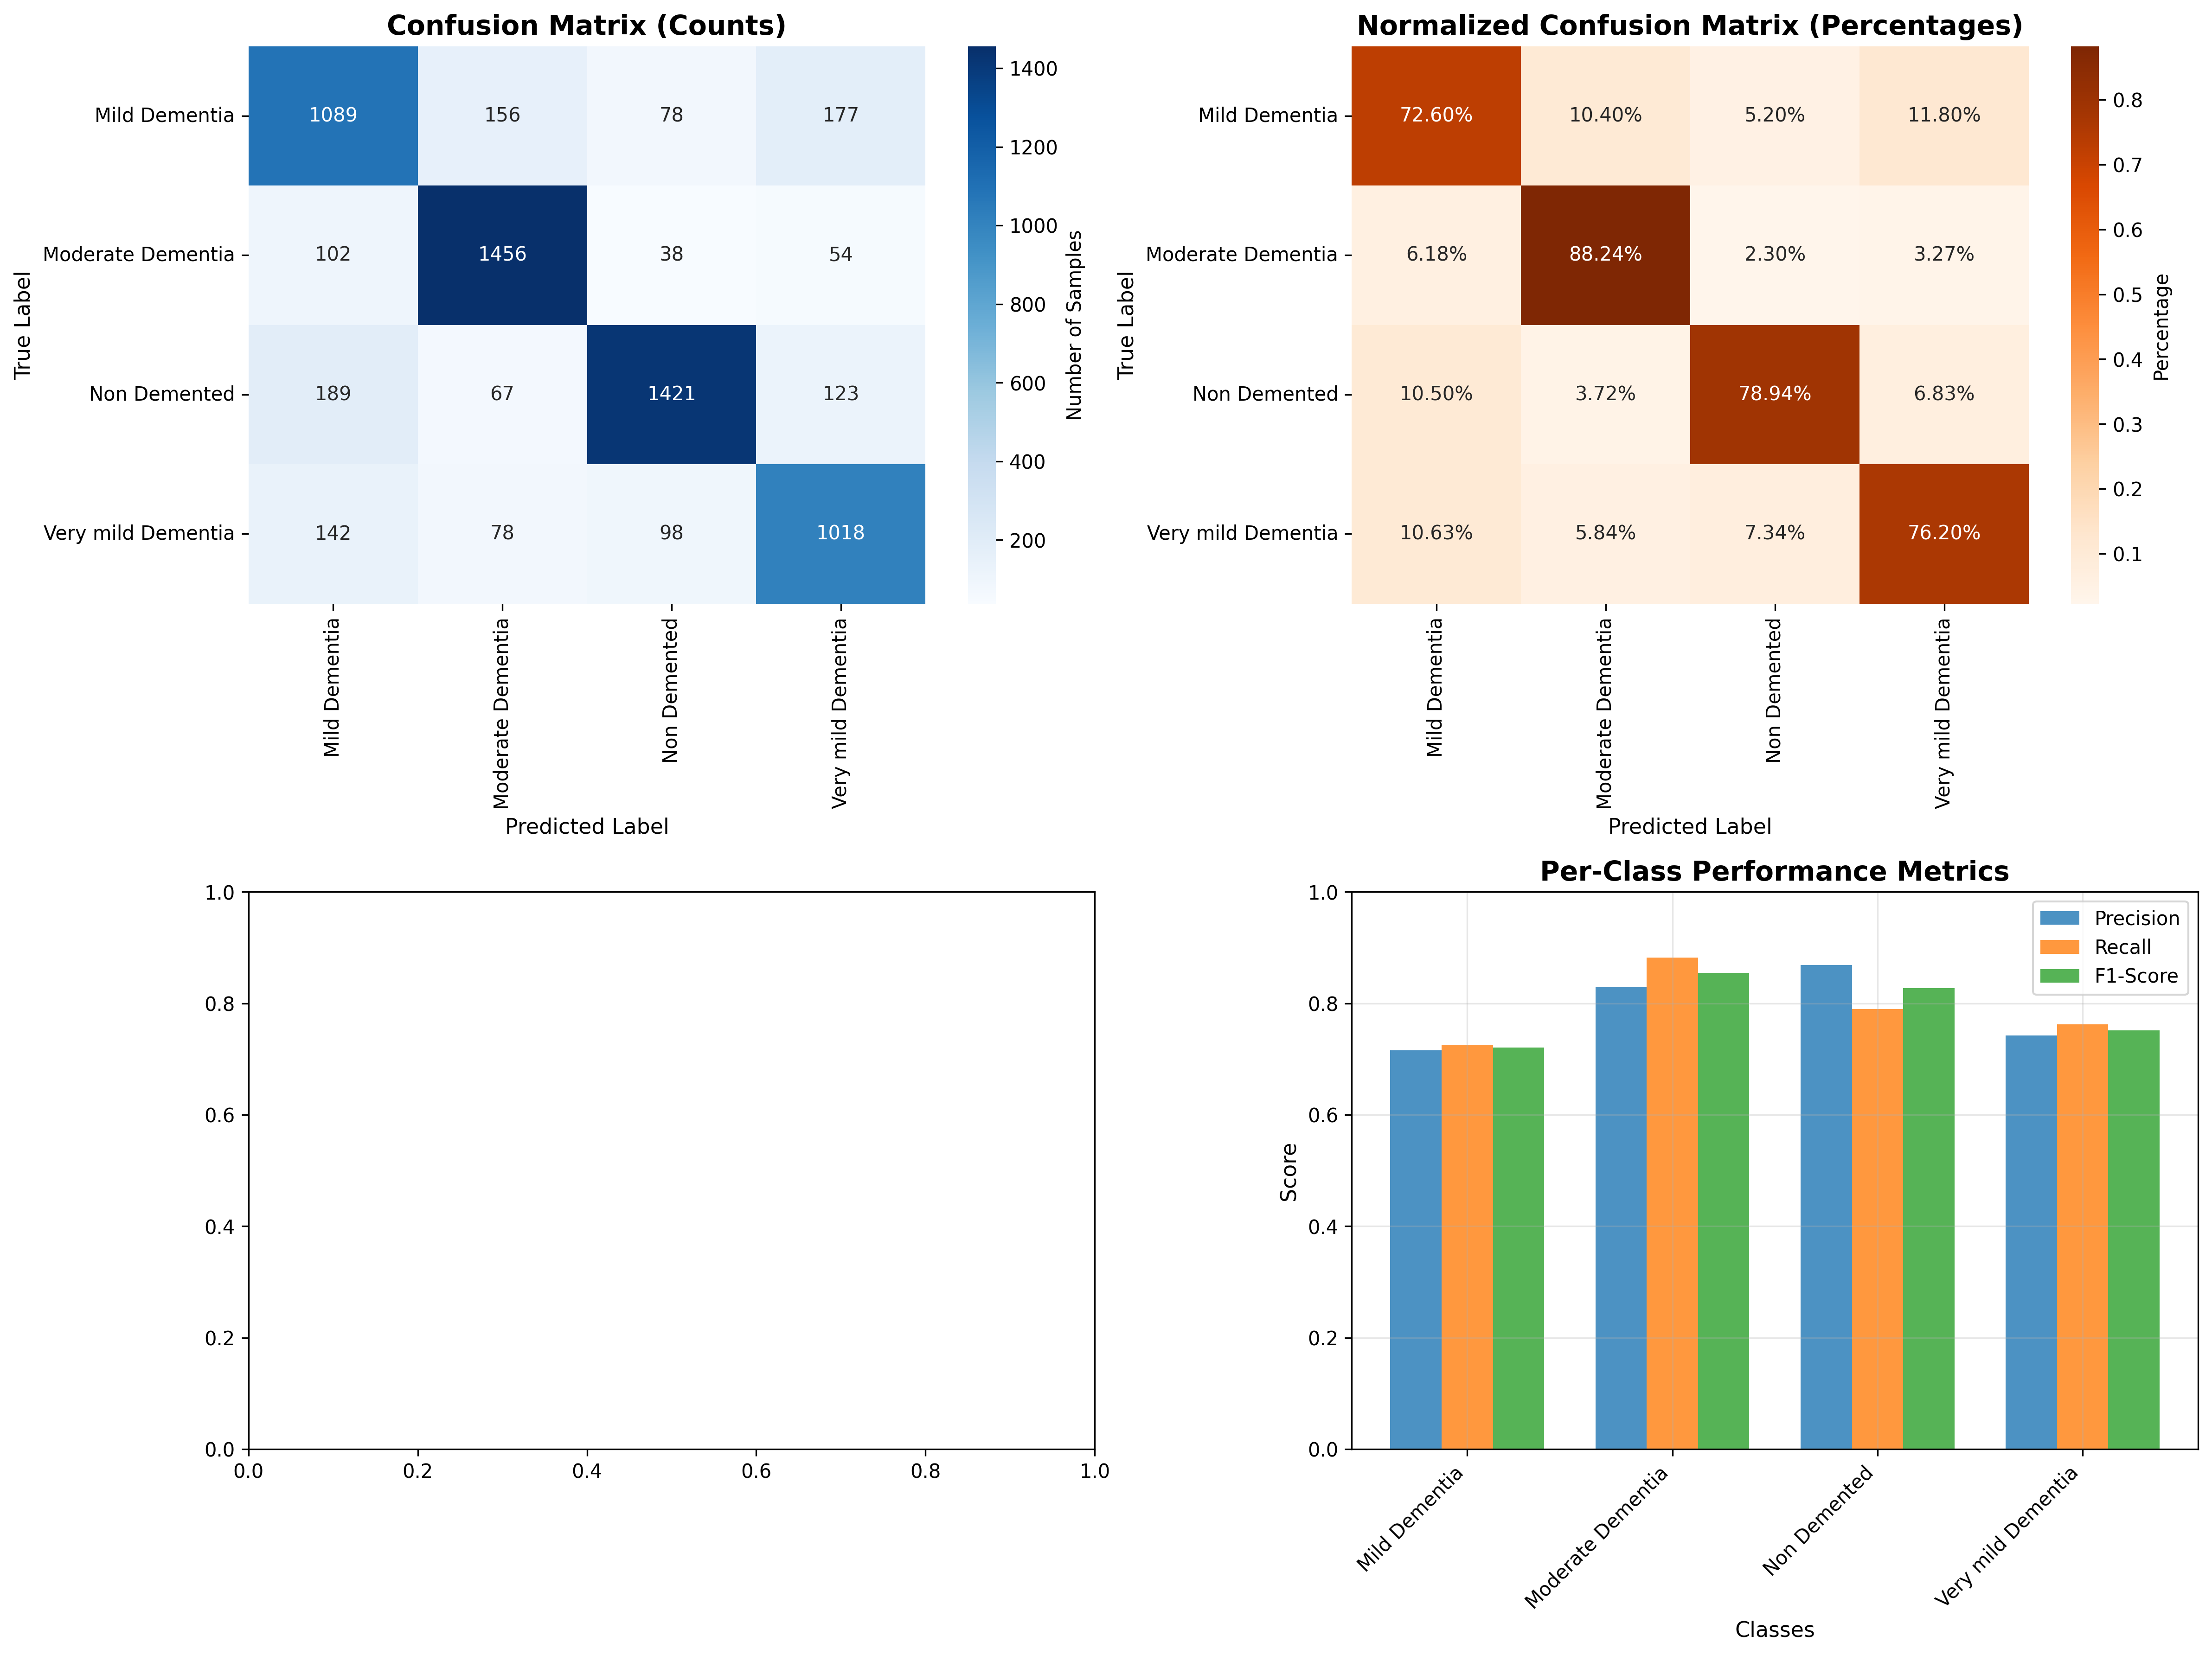 Confusion Matrix (Counts)
True Label
Mild Dementia 1089 156 78 177
Moderate Dementia 102 1456 38 54
Non Demented 189 67 1421 123
Very mild Dementia 142 78 98 1018
Mild Dementia
Moderate Dementia
Non Demented
Very mild Dementia
Predicted Label
1400
1200
1000
800
600
400
200
Number of Samples
Normalized Confusion Matrix (Percentages)
True Label
Mild Dementia 72.60% 10.40% 5.20% 11.80%
Moderate Dementia 6.18% 88.24% 2.30% 3.27%
Non Demented 10.50% 3.72% 78.94% 6.83%
Very mild Dementia 10.63% 5.84% 7.34% 76.20%
Mild Dementia
Moderate Dementia
Non Demented
Very mild Dementia
Predicted Label
0.8
0.7
0.6
0.5
0.4
0.3
0.2
0.1
Percentage
1.0
0.8
0.6
0.4
0.2
0.0
0.0 0.2 0.4 0.6 0.8 1.0
Per-Class Performance Metrics
Score
1.0
0.8
0.6
0.4
0.2
0.0
Precision
Recall
F1-Score
Mild Dementia
Moderate Dementia
Non Demented
Very mild Dementia
Classes